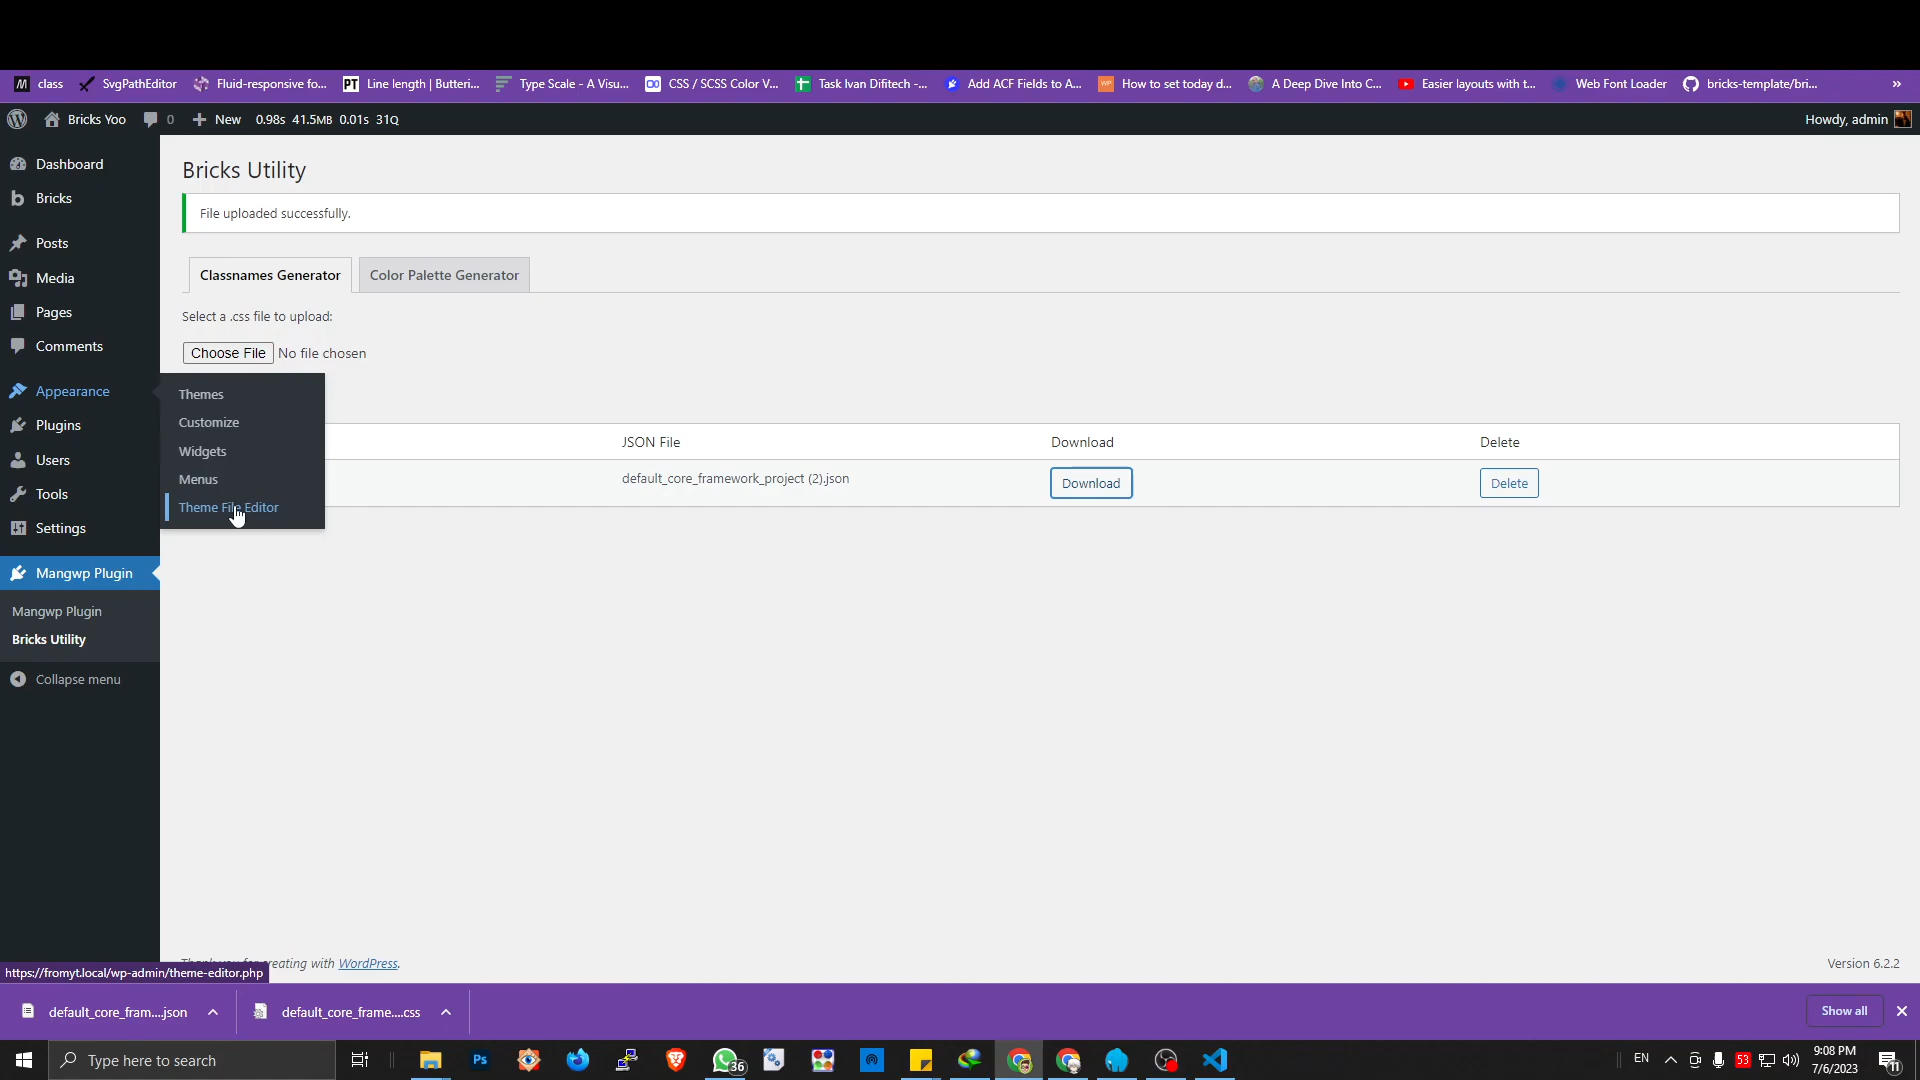 class
SvgPathEditor
Fluid-responsive fo...
PT
Line length | Butteri...
Type Scale - A Visu...
CSS / SCSS Color V...
Task Ivan Difitech -...
Add ACF Fields to A...
WP
How to set today d...
A Deep Dive Into C...
Easier layouts with t...
Web Font Loader
bricks-template/bri...
»
Bricks Yoo
0
New
0.98s 41.5MB 0.01s 31Q
Howdy, admin
Dashboard
Bricks
Posts
Media
Pages
Comments
Appearance
Plugins
Users
Tools
Settings
Mangwp Plugin
Mangwp Plugin
Bricks Utility
Collapse menu
Themes
Customize
Widgets
Menus
Theme File Editor
Bricks Utility
File uploaded successfully.
Classnames Generator
Color Palette Generator
Select a .css file to upload:
Choose File No file chosen
JSON File
Download
Delete
default_core_framework_project (2).json
Download
Delete
creating with WordPress.
Version 6.2.2
https://fromyt.local/wp-admin/theme-editor.php
default_core_fram....json
default_core_frame....css
Show all
Type here to search
Ps
36
EN
53
9:08 PM
7/6/2023
11